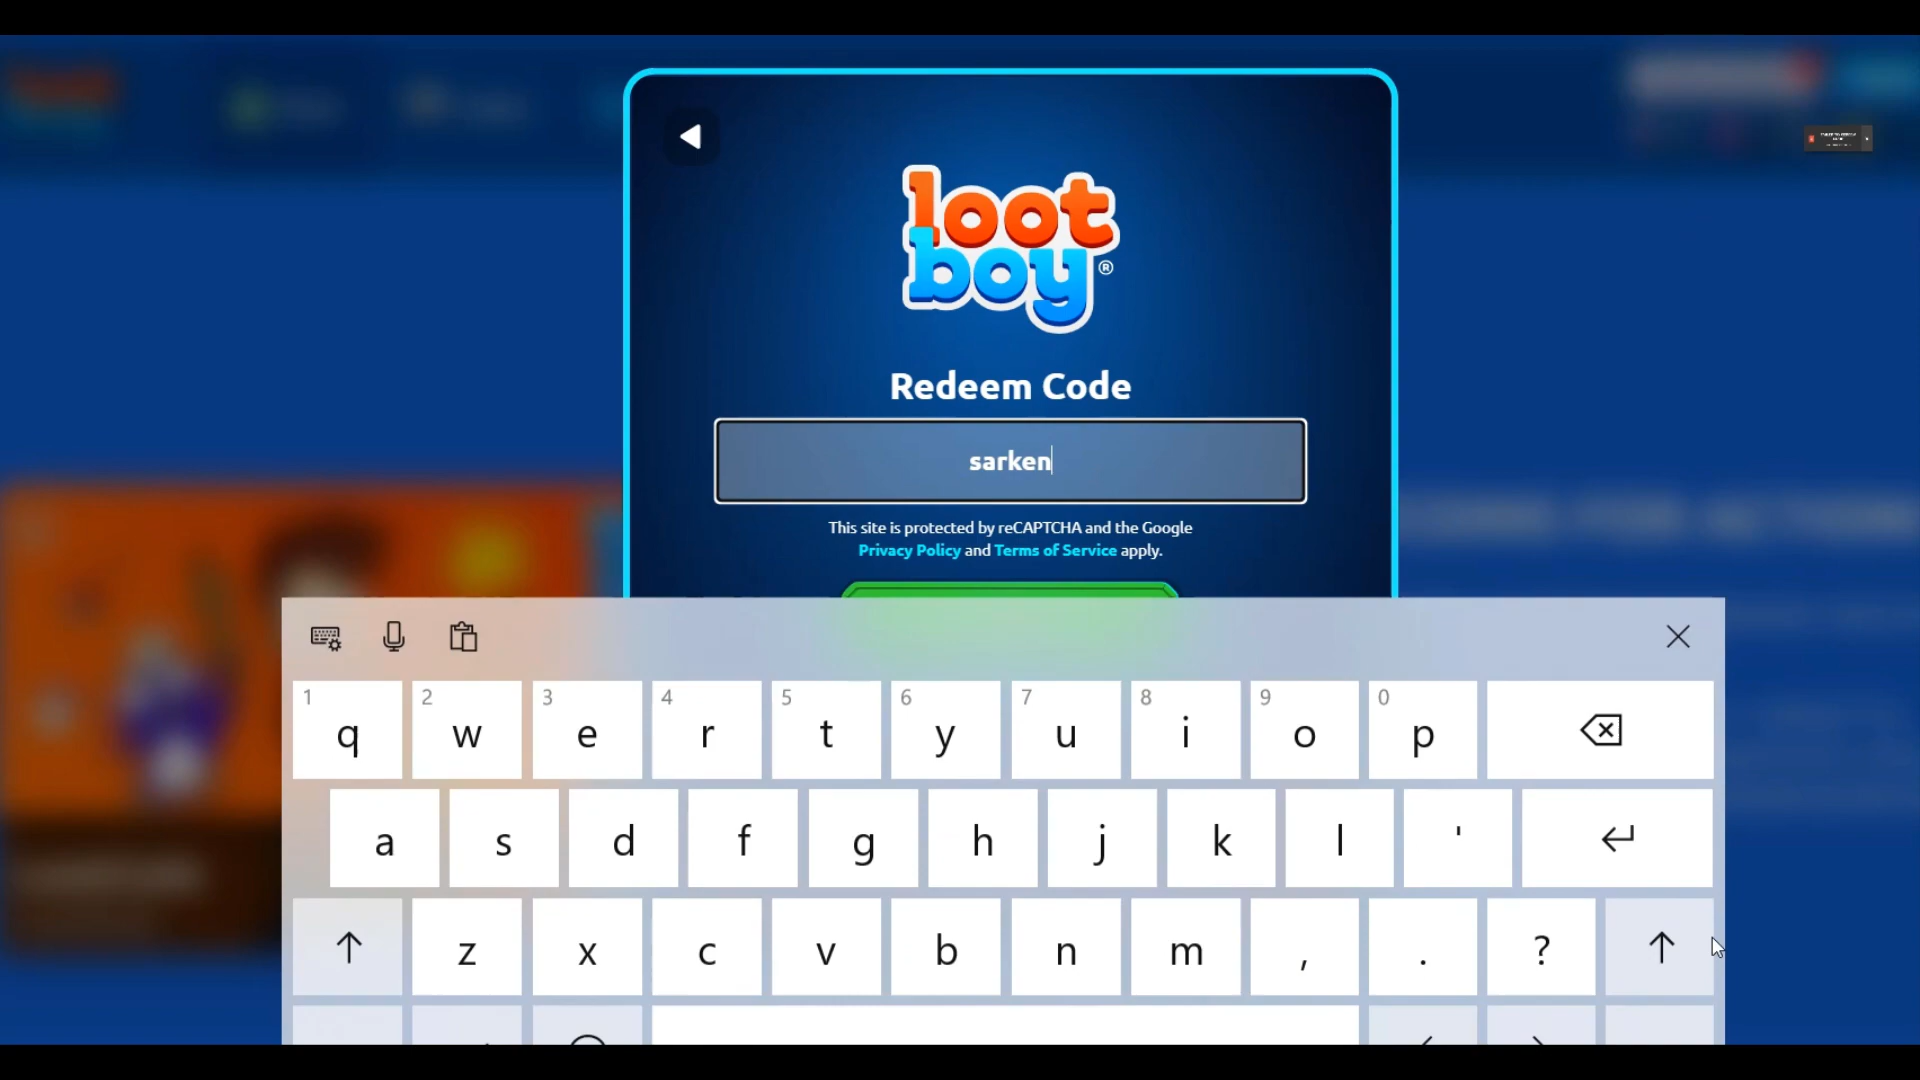 loot
boy®
Redeem Code
sarken
This site is protected by reCAPTCHA and the Google
Privacy Policy and Terms of Service apply.
1 2 3 4 5 6 7 8 9 0
q w e r t y u i o p
a s d f g h j k l '
z x c v b n m , . ?